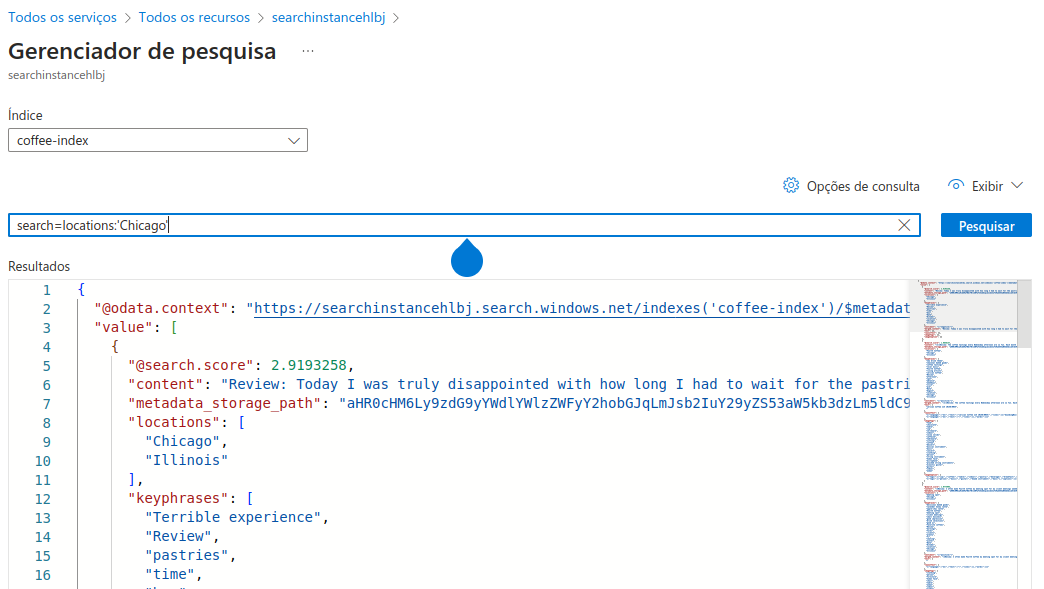 Todos os serviços > Todos os recursos > searchinstancehlbj >
Gerenciador de pesquisa ...
searchinstancehlbj
Índice
coffee-index
Opções de consulta Exibir
search=locations:'Chicago' Pesquisar
Resultados
1 {
2 "@odata.context": "https://searchinstancehlbj.search.windows.net/indexes('coffee-index')/$metadat
3 "value": [
4 {
5 "@search.score": 2.9193258,
6 "content": "Review: Today I was truly disappointed with how long I had to wait for the pastri
7 "metadata_storage_path": "aHR0cHM6Ly9zdG9yYWdlYWlzZWFyY2hobGJqLmJsb2IuY29yZS53aW5kb3dzLm5ldC9
8 "locations": [
9 "Chicago",
10 "Illinois"
11 ],
12 "keyphrases": [
13 "Terrible experience",
14 "Review",
15 "pastries",
16 "time",